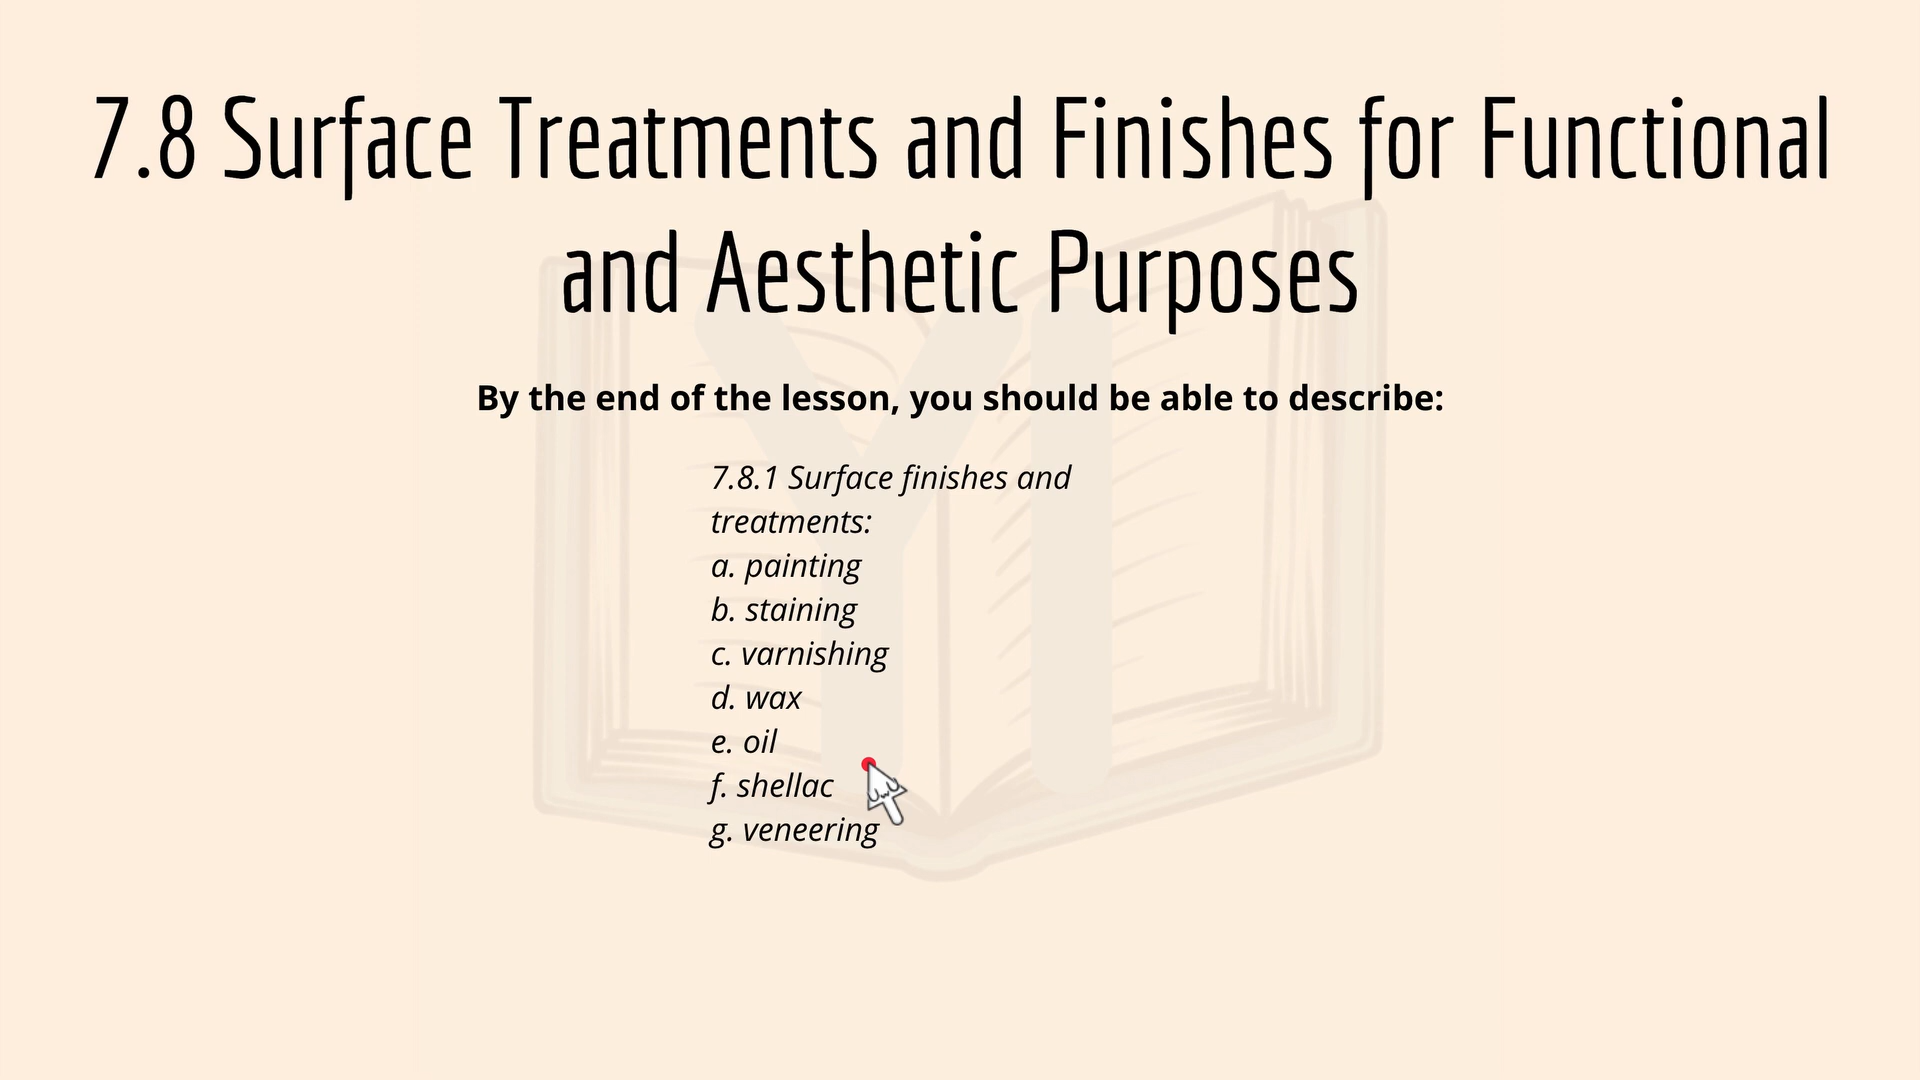 7.8 Surface Treatments and Finishes for Functional
and Aesthetic Purposes
By the end of the lesson, you should be able to describe:
7.8.1 Surface finishes and
treatments:
a. painting
b. staining
c. varnishing
d. wax
e. oil
f. shellac
g. veneering
YI